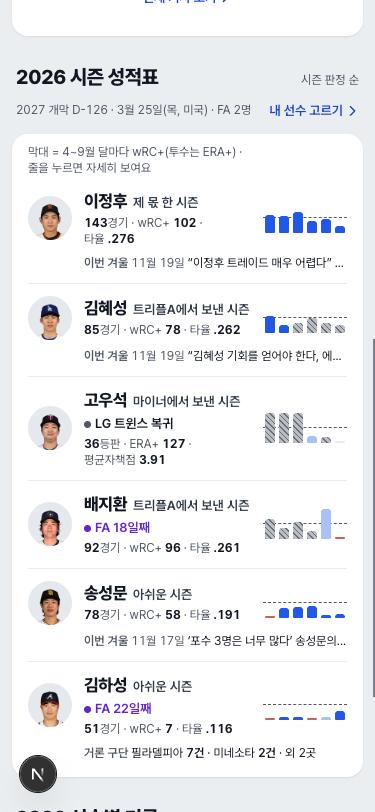 2026 시즌 성적표
시즌 판정 순
2027 개막 D-126 · 3월 25일(목, 미국) · FA 2명
내 선수 고르기 >
막대 = 4~9월 달마다 wRC+(투수는 ERA+) ·
줄을 누르면 자세히 보여요
이정후 제 몫 한 시즌
143경기 · wRC+ 102 ·
타율 .276
이번 겨울 11월 19일 “이정후 트레이드 매우 어렵다” ...
김혜성 트리플A에서 보낸 시즌
85경기 · wRC+ 78 · 타율 .262
이번 겨울 11월 19일 “김혜성 기회를 얻어야 한다, 에...
고우석 마이너에서 보낸 시즌
● LG 트윈스 복귀
36등판 · ERA+ 127 ·
평균자책점 3.91
배지환 트리플A에서 보낸 시즌
● FA 18일째
92경기 · wRC+ 96 · 타율 .261
송성문 아쉬운 시즌
78경기 · wRC+ 58 · 타율 .191
이번 겨울 11월 17일 ‘포수 3명은 너무 많다’ 송성문의...
김하성 아쉬운 시즌
● FA 22일째
51경기 · wRC+ 7 · 타율 .116
거론 구단 필라델피아 7건 · 미네소타 2건 · 외 2곳
N